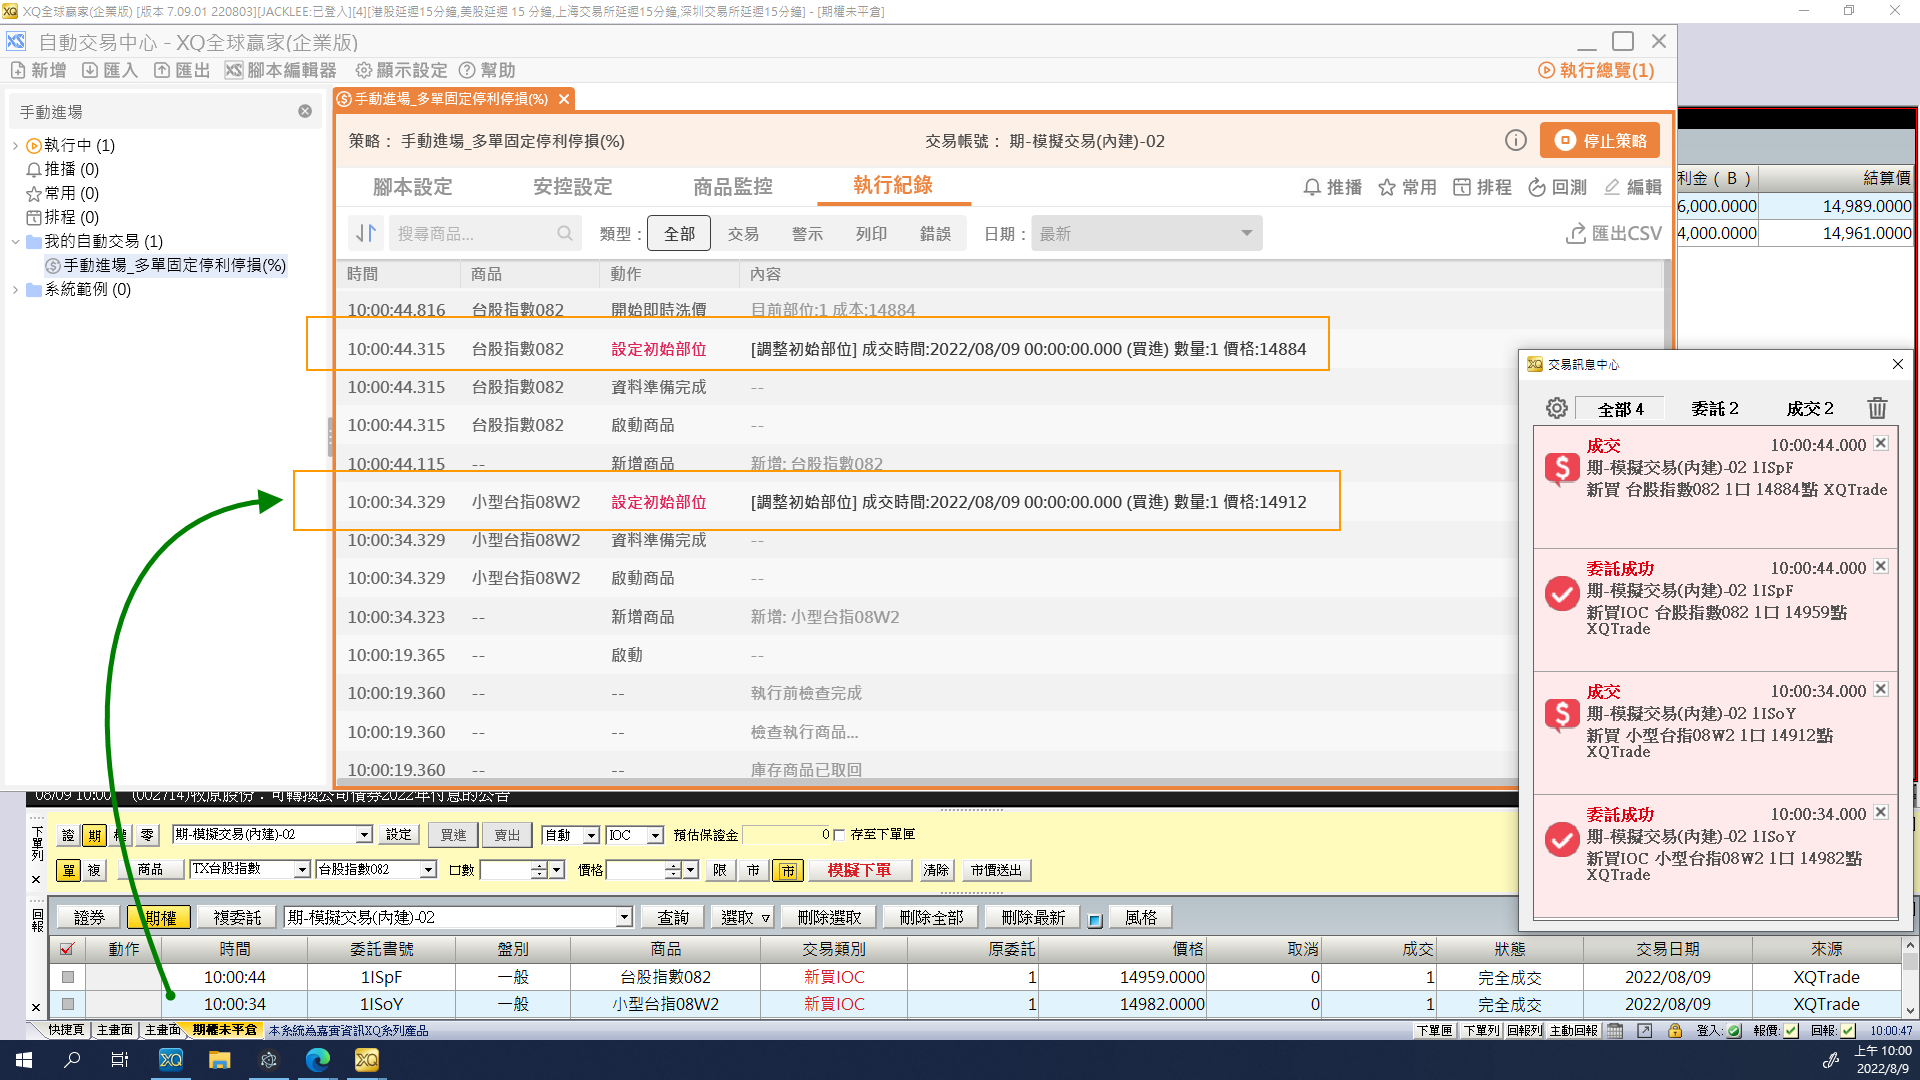 XQ全球贏家(企業版) [版本 7.09.01 220803][JACKLEE:已登入][4][港股延遲15分鐘,美股延遲 15 分鐘,上海交易所延遲15分鐘,深圳交易所延遲15分鐘] - [期權未平倉]
自動交易中心 - XQ全球贏家(企業版)
新增 匯入 匯出 腳本編輯器 顯示設定 幫助 執行總覽(1)
手動進場
執行中 (1)
推播 (0)
常用 (0)
排程 (0)
我的自動交易 (1)
手動進場_多單固定停利停損(%)
系統範例 (0)
手動進場_多單固定停利停損(%)
策略： 手動進場_多單固定停利停損(%) 交易帳號： 期-模擬交易(內建)-02 停止策略
腳本設定 安控設定 商品監控 執行紀錄 推播 常用 排程 回測 編輯
搜尋商品... 類型： 全部 交易 警示 列印 錯誤 日期： 最新 匯出CSV
時間 商品 動作 內容
10:00:44.816 台股指數082 開始即時洗價 目前部位:1 成本:14884
10:00:44.315 台股指數082 設定初始部位 [調整初始部位] 成交時間:2022/08/09 00:00:00.000 (買進) 數量:1 價格:14884
10:00:44.315 台股指數082 資料準備完成 --
10:00:44.315 台股指數082 啟動商品 --
10:00:44.115 -- 新增商品 新增: 台股指數082
10:00:34.329 小型台指08W2 設定初始部位 [調整初始部位] 成交時間:2022/08/09 00:00:00.000 (買進) 數量:1 價格:14912
10:00:34.329 小型台指08W2 資料準備完成 --
10:00:34.329 小型台指08W2 啟動商品 --
10:00:34.323 -- 新增商品 新增: 小型台指08W2
10:00:19.365 -- 啟動 --
10:00:19.360 -- -- 執行前檢查完成
10:00:19.360 -- -- 檢查執行商品...
10:00:19.360 -- -- 庫存商品已取回
利金 ( B ) 結算價
6,000.0000 14,989.0000
4,000.0000 14,961.0000
交易訊息中心
全部 4 委託 2 成交 2
成交 10:00:44.000
期-模擬交易(內建)-02 1ISpF
新買 台股指數082 1口 14884點 XQTrade
委託成功 10:00:44.000
期-模擬交易(內建)-02 1ISpF
新買IOC 台股指數082 1口 14959點
XQTrade
成交 10:00:34.000
期-模擬交易(內建)-02 1ISoY
新買 小型台指08W2 1口 14912點
XQTrade
委託成功 10:00:34.000
期-模擬交易(內建)-02 1ISoY
新買IOC 小型台指08W2 1口 14982點
XQTrade
08/09 10:00 (002714)牧原股份：可轉換公司債券2022年付息的公告
下單列
證 期 權 零 期-模擬交易(內建)-02 設定 買進 賣出 自動 IOC 預估保證金 0 存至下單匣
單 複 商品 TX台股指數 台股指數082 口數 價格 限 市 市 模擬下單 清除 市價送出
回報
證券 期權 複委託 期-模擬交易(內建)-02 查詢 選取 ▽ 刪除選取 刪除全部 刪除最新 風格
動作 時間 委託書號 盤別 商品 交易類別 原委託 價格 取消 成交 狀態 交易日期 來源
10:00:44 1ISpF 一般 台股指數082 新買IOC 1 14959.0000 0 1 完全成交 2022/08/09 XQTrade
10:00:34 1ISoY 一般 小型台指08W2 新買IOC 1 14982.0000 0 1 完全成交 2022/08/09 XQTrade
快捷頁 主畫面 主畫面 期權未平倉 本系統為嘉實資訊XQ系列產品 下單匣 下單列 回報列 主動回報 登入: 報價: 回報: 10:00:47
上午 10:00
2022/8/9